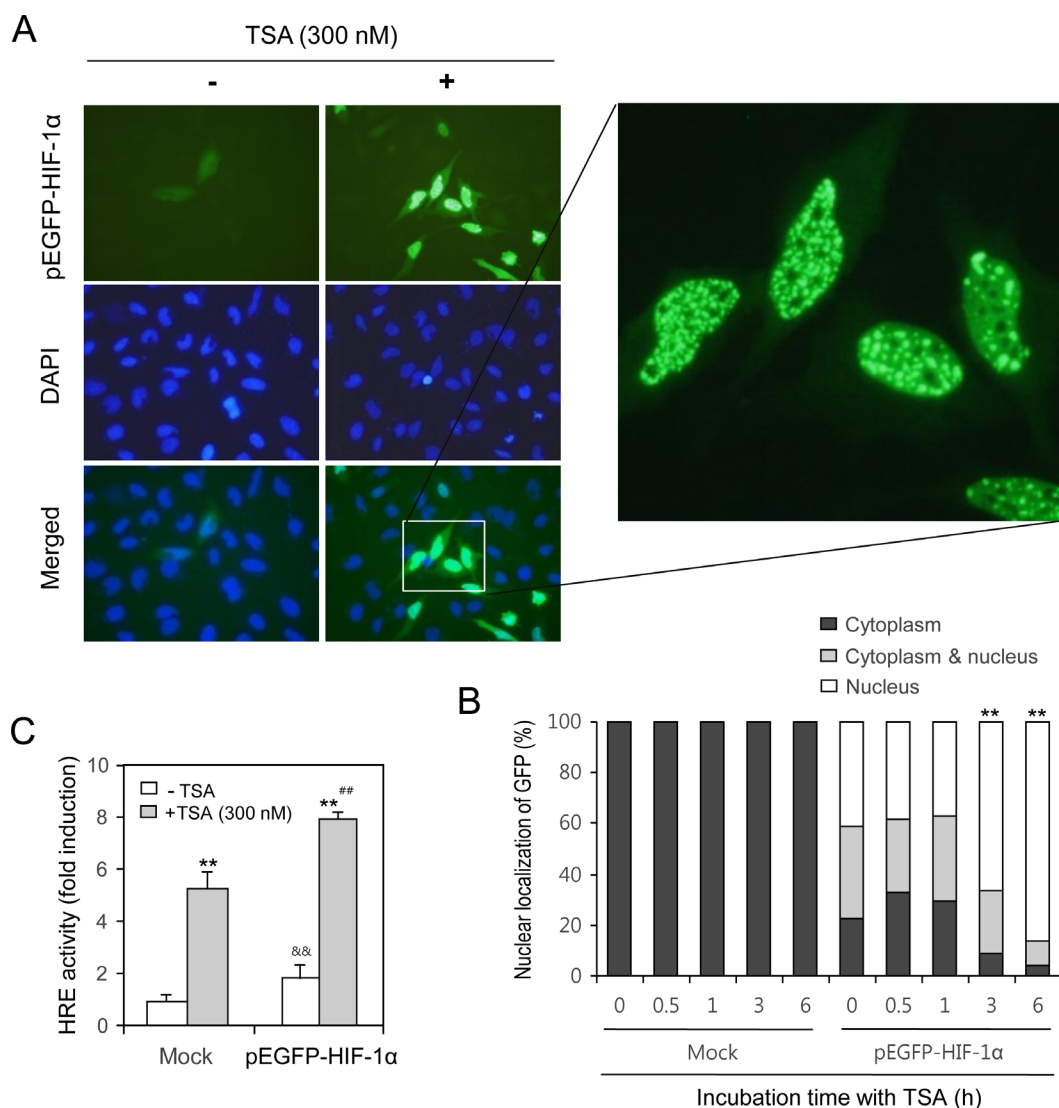 A
TSA (300 nM)
- +
pEGFP-HIF-1α
DAPI
Merged
Cytoplasm
Cytoplasm & nucleus
Nucleus
B
Nuclear localization of GFP (%)
100
80
60
40
20
0
** **
0 0.5 1 3 6 0 0.5 1 3 6
Mock pEGFP-HIF-1α
Incubation time with TSA (h)
C
HRE activity (fold induction)
10
8
6
4
2
0
- TSA
+TSA (300 nM)
**
&&
** ##
Mock pEGFP-HIF-1α